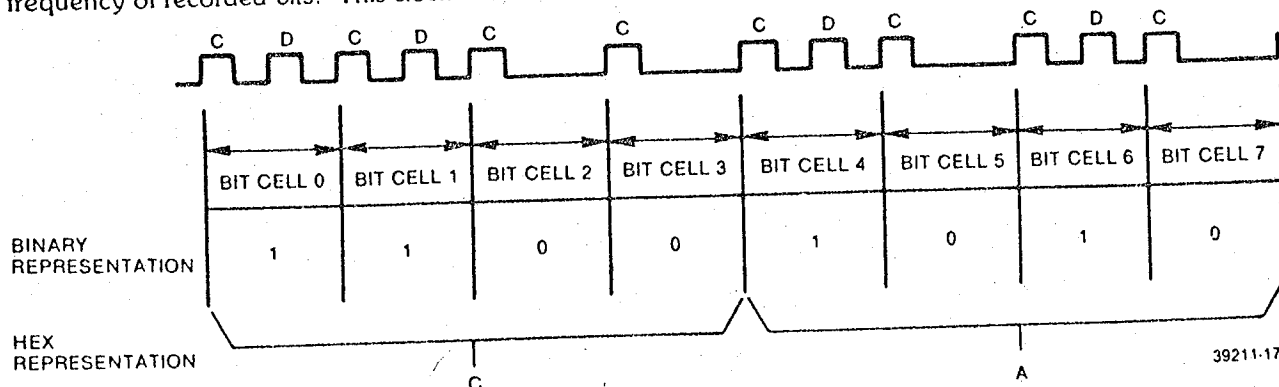 frequency of recorded bits. This
C D C D C C C D C C D C
BIT CELL 0 BIT CELL 1 BIT CELL 2 BIT CELL 3 BIT CELL 4 BIT CELL 5 BIT CELL 6 BIT CELL 7
BINARY
REPRESENTATION 1 1 0 0 1 0 1 0
HEX
REPRESENTATION
C A
39211-17